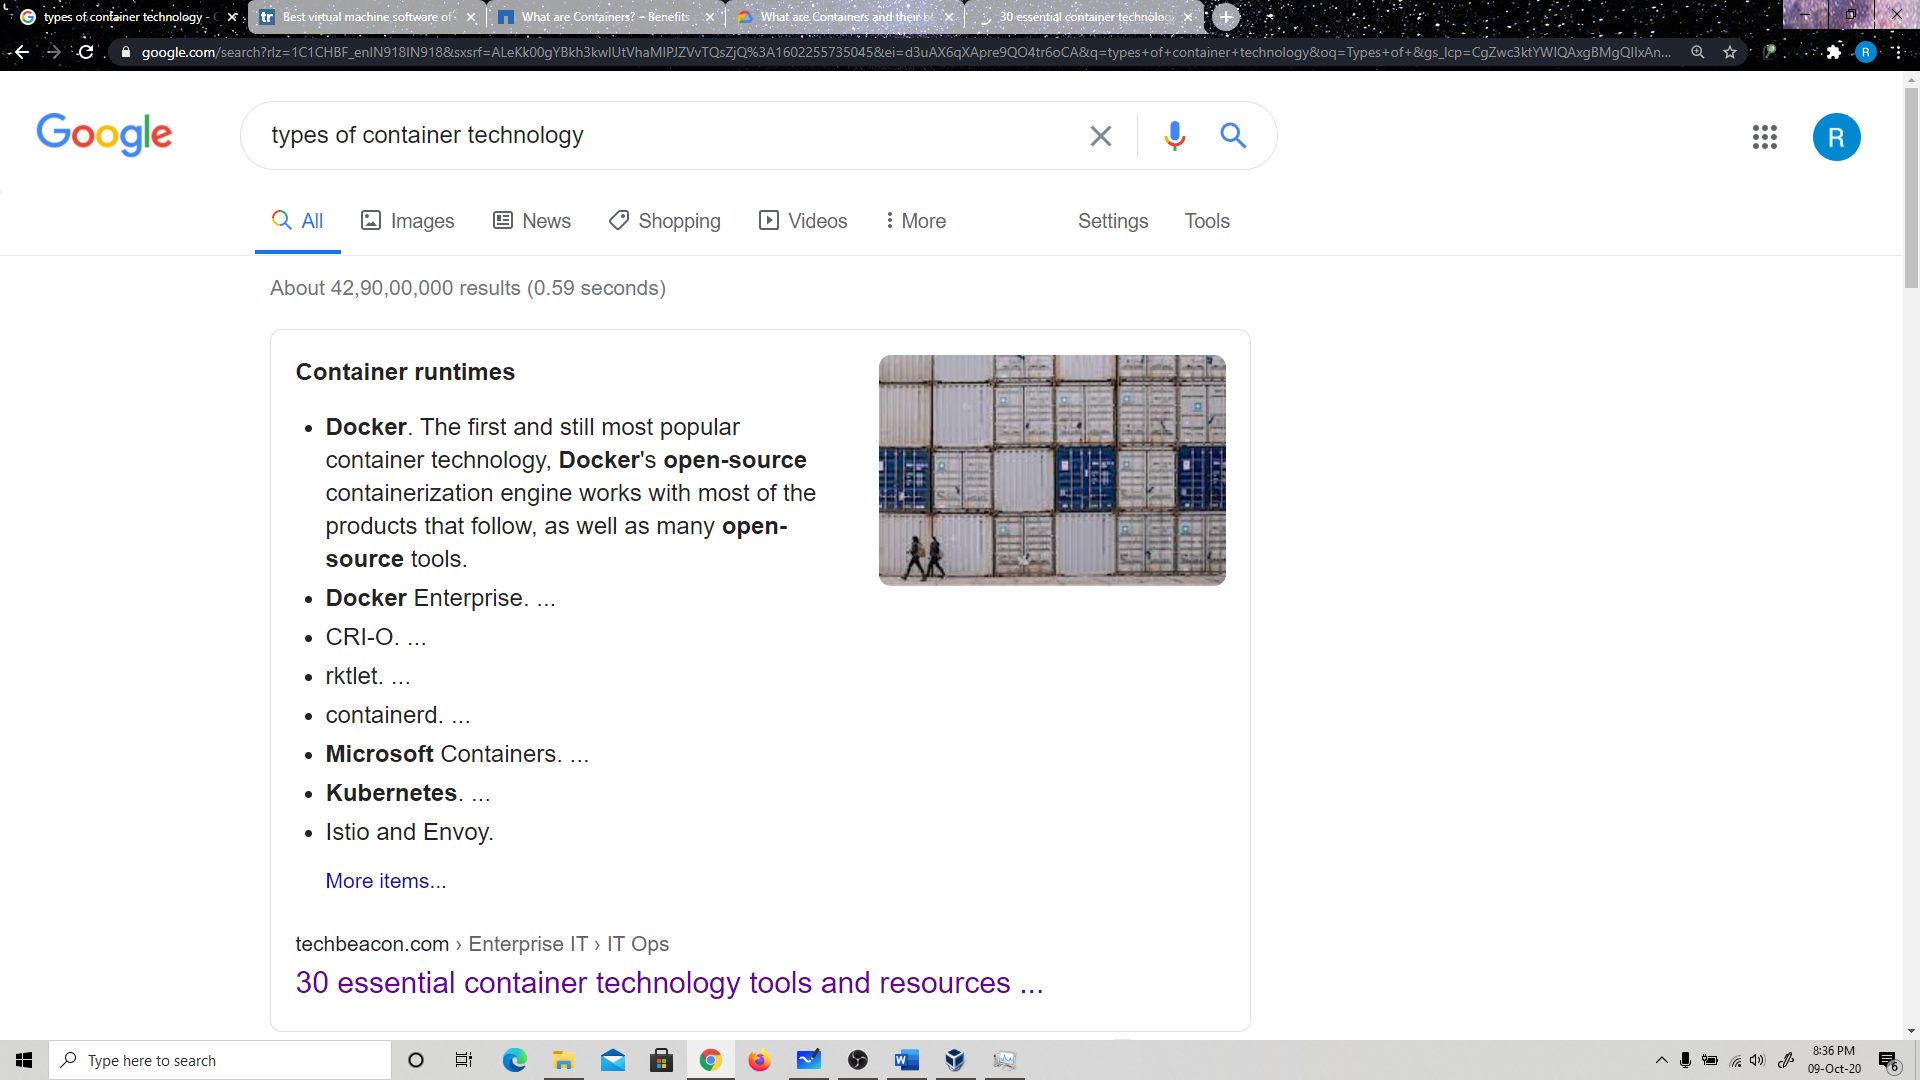 types of container technology - G
Best virtual machine software of
What are Containers? - Benefits
What are Containers and their b
30 essential container technolog
google.com/search?rlz=1C1CHBF_enIN918IN918&sxsrf=ALeKk00gYBkh3kwIUtVhaMIPJZVvTQsZjQ%3A1602255735045&ei=d3uAX6qXApre9QO4tr6oCA&q=types+of+container+technology&oq=Types+of+&gs_lcp=CgZwc3ktYWIQAxgBMgQIIxAn...
R
Google
types of container technology
R
All Images News Shopping Videos More Settings Tools
About 42,90,00,000 results (0.59 seconds)
Container runtimes
Docker. The first and still most popular
container technology, Docker's open-source
containerization engine works with most of the
products that follow, as well as many open-
source tools.
Docker Enterprise. ...
CRI-O. ...
rktlet. ...
containerd. ...
Microsoft Containers. ...
Kubernetes. ...
Istio and Envoy.
More items...
techbeacon.com › Enterprise IT › IT Ops
30 essential container technology tools and resources ...
Type here to search
8:36 PM
09-Oct-20
6